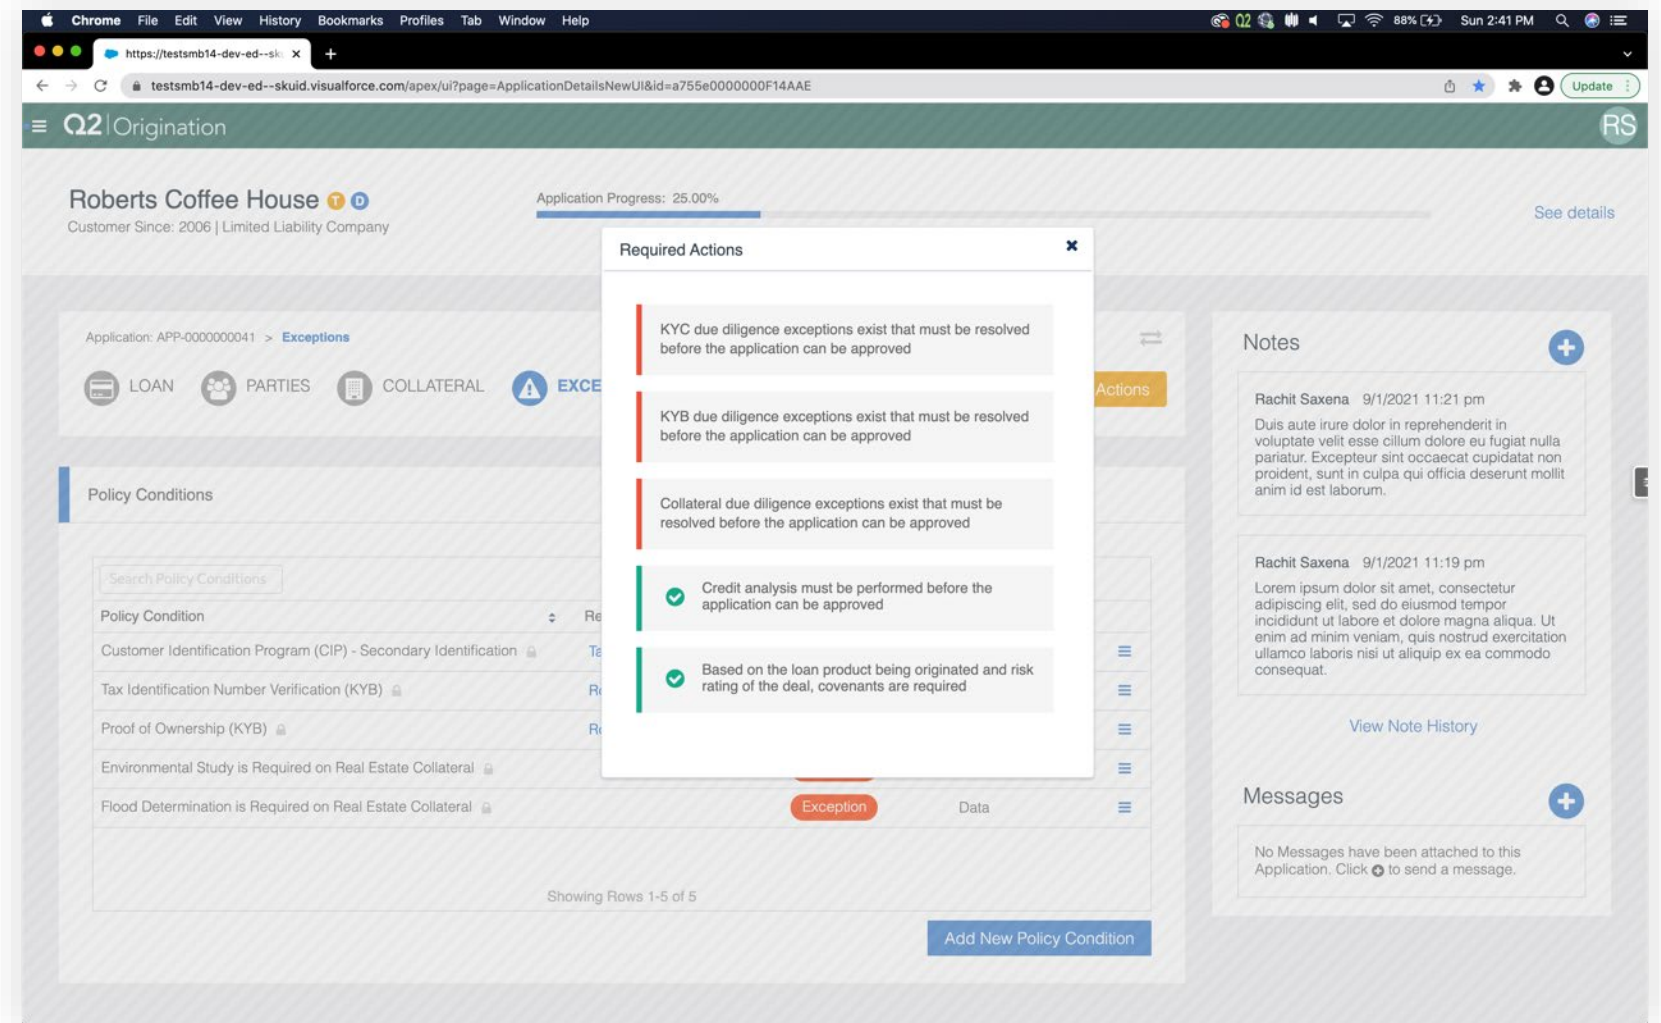 Chrome File Edit View History Bookmarks Profiles Tab Window Help
Q2 88% Sun 2:41 PM
https://testsmb14-dev-ed--sk
testsmb14-dev-ed--skuid.visualforce.com/apex/ui?page=ApplicationDetailsNewUI&id=a755e0000000F14AAE
Update
Q2 | Origination
RS
Roberts Coffee House T D
Customer Since: 2006 | Limited Liability Company
Application Progress: 25.00%
See details
Application: APP-0000000041 > Exceptions
LOAN PARTIES COLLATERAL EXCE
Actions
Required Actions
KYC due diligence exceptions exist that must be resolved
before the application can be approved
KYB due diligence exceptions exist that must be resolved
before the application can be approved
Collateral due diligence exceptions exist that must be
resolved before the application can be approved
Credit analysis must be performed before the
application can be approved
Based on the loan product being originated and risk
rating of the deal, covenants are required
Policy Conditions
Search Policy Conditions
Policy Condition Re
Customer Identification Program (CIP) - Secondary Identification Ta
Tax Identification Number Verification (KYB) Ro
Proof of Ownership (KYB) Ro
Environmental Study is Required on Real Estate Collateral
Flood Determination is Required on Real Estate Collateral Exception Data
Showing Rows 1-5 of 5
Add New Policy Condition
Notes
Rachit Saxena 9/1/2021 11:21 pm
Duis aute irure dolor in reprehenderit in
voluptate velit esse cillum dolore eu fugiat nulla
pariatur. Excepteur sint occaecat cupidatat non
proident, sunt in culpa qui officia deserunt mollit
anim id est laborum.
Rachit Saxena 9/1/2021 11:19 pm
Lorem ipsum dolor sit amet, consectetur
adipiscing elit, sed do eiusmod tempor
incididunt ut labore et dolore magna aliqua. Ut
enim ad minim veniam, quis nostrud exercitation
ullamco laboris nisi ut aliquip ex ea commodo
consequat.
View Note History
Messages
No Messages have been attached to this
Application. Click to send a message.